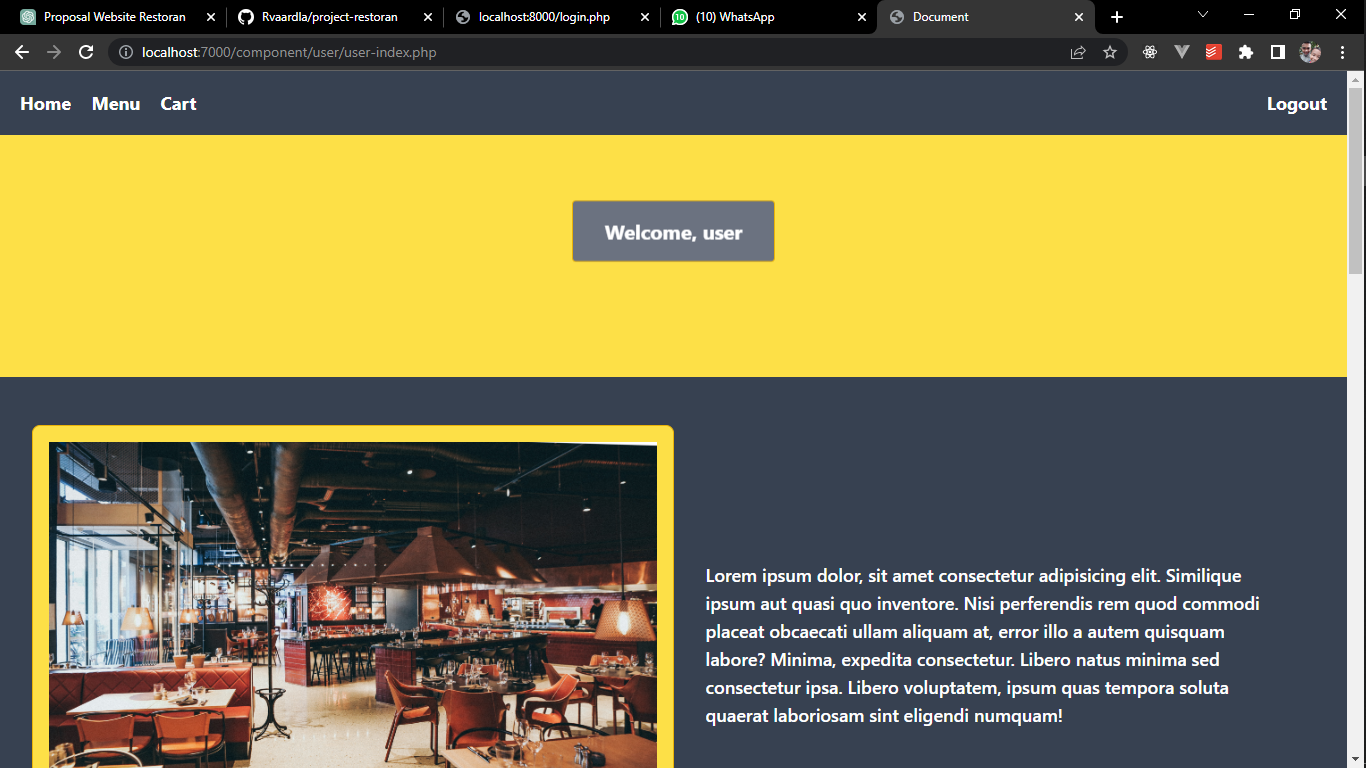 Proposal Website Restoran
Rvaardla/project-restoran
localhost:8000/login.php
10
(10) WhatsApp
Document
localhost:7000/component/user/user-index.php
Home Menu Cart Logout
Welcome, user
Lorem ipsum dolor, sit amet consectetur adipisicing elit. Similique
ipsum aut quasi quo inventore. Nisi perferendis rem quod commodi
placeat obcaecati ullam aliquam at, error illo a autem quisquam
labore? Minima, expedita consectetur. Libero natus minima sed
consectetur ipsa. Libero voluptatem, ipsum quas tempora soluta
quaerat laboriosam sint eligendi numquam!